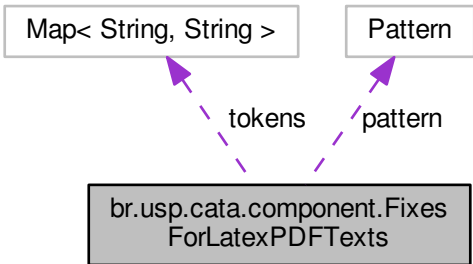 Map< String, String >
Pattern
tokens
pattern
br.usp.cata.component.Fixes
ForLatexPDFTexts